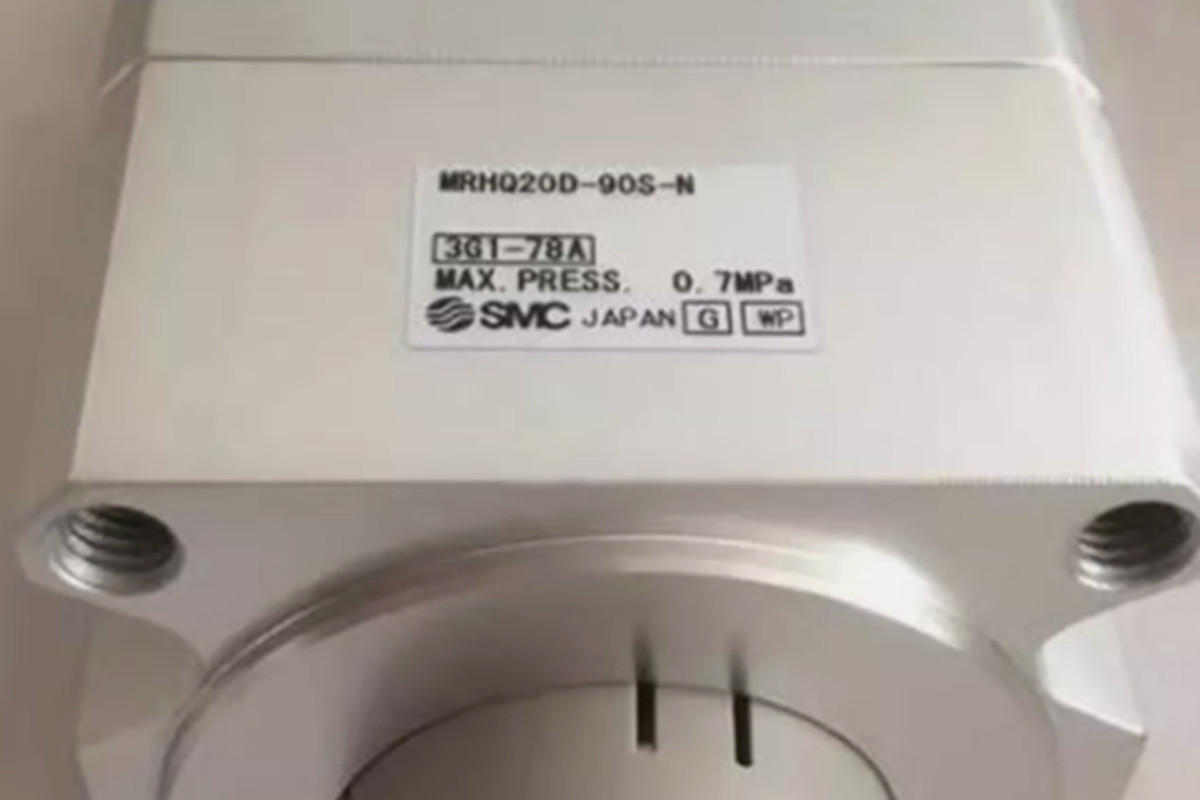 MRHQ20D-90S-N
3G1-78A
MAX. PRESS. 0.7MPa
SMC JAPAN G WP